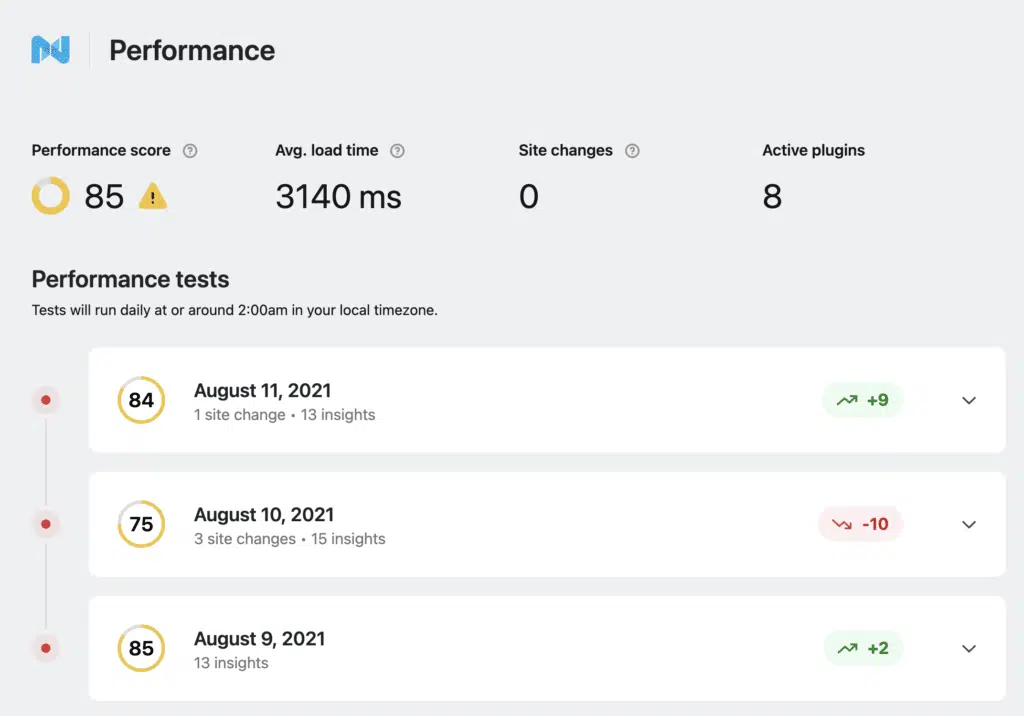 Performance
Performance score ? Avg. load time ? Site changes ? Active plugins
85 ! 3140 ms 0 8
Performance tests
Tests will run daily at or around 2:00am in your local timezone.
84 August 11, 2021 +9
1 site change • 13 insights
75 August 10, 2021 -10
3 site changes • 15 insights
85 August 9, 2021 +2
13 insights